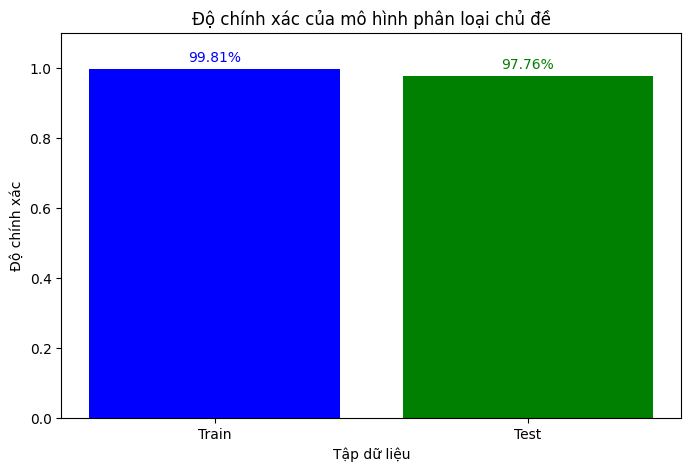 Độ chính xác của mô hình phân loại chủ đề
99.81%
97.76%
Độ chính xác
1.0
0.8
0.6
0.4
0.2
0.0
Train
Test
Tập dữ liệu